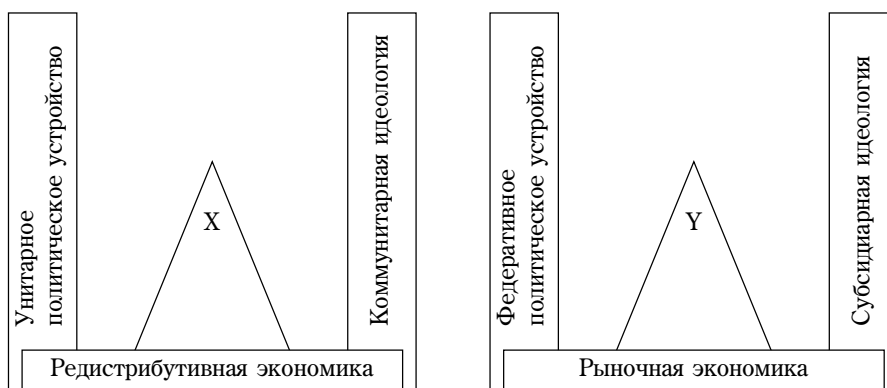 Унитарное
политическое устройство
X
Коммунитарная идеология
Редистрибутивная экономика
Федеративное
политическое устройство
Y
Субсидиарная идеология
Рыночная экономика